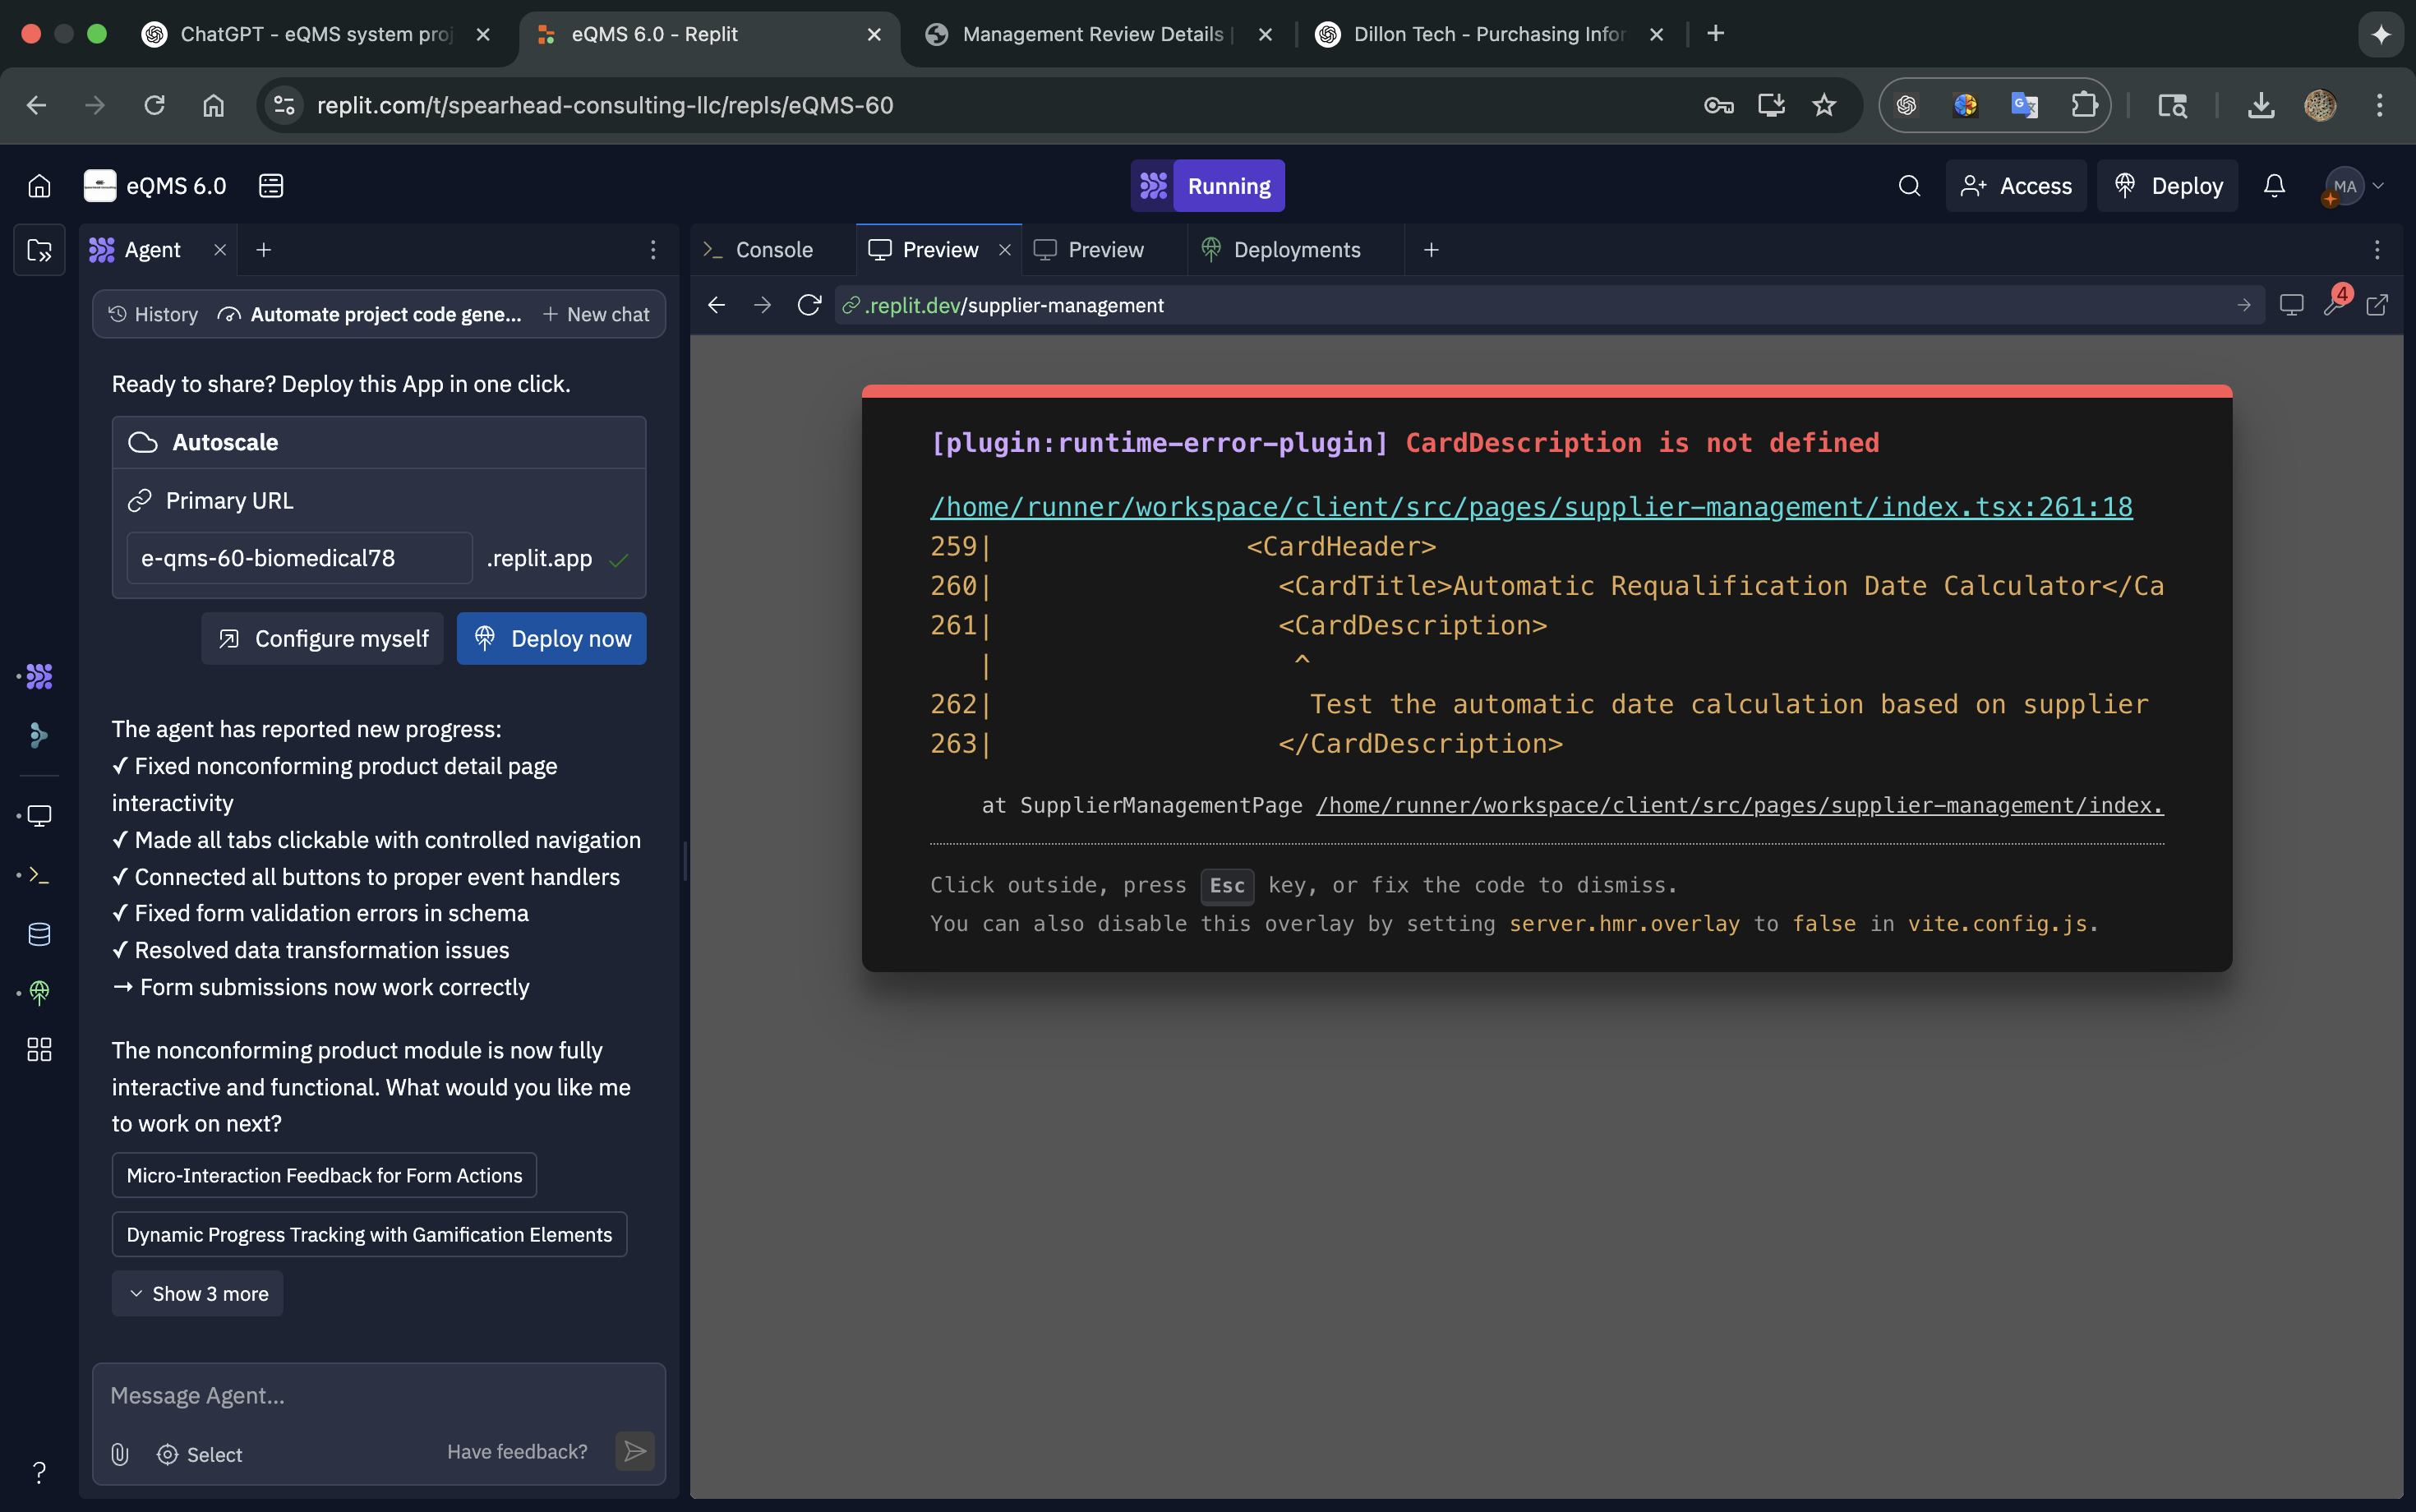 ChatGPT - eQMS system proj
eQMS 6.0 - Replit
Management Review Details |
Dillon Tech - Purchasing Infor
replit.com/t/spearhead-consulting-llc/repls/eQMS-60
eQMS 6.0
Running
Access
Deploy
MA
Agent
Console
Preview
Preview
Deployments
History
Automate project code gene...
New chat
.replit.dev/supplier-management
4
Ready to share? Deploy this App in one click.
Autoscale
Primary URL
e-qms-60-biomedical78
.replit.app
Configure myself
Deploy now
The agent has reported new progress:
✓ Fixed nonconforming product detail page
interactivity
✓ Made all tabs clickable with controlled navigation
✓ Connected all buttons to proper event handlers
✓ Fixed form validation errors in schema
✓ Resolved data transformation issues
→ Form submissions now work correctly
The nonconforming product module is now fully
interactive and functional. What would you like me
to work on next?
Micro-Interaction Feedback for Form Actions
Dynamic Progress Tracking with Gamification Elements
Show 3 more
Message Agent...
Select
Have feedback?
?
[plugin:runtime-error-plugin] CardDescription is not defined
/home/runner/workspace/client/src/pages/supplier-management/index.tsx:261:18
259| <CardHeader>
260| <CardTitle>Automatic Requalification Date Calculator</Ca
261| <CardDescription>
| ^
262| Test the automatic date calculation based on supplier
263| </CardDescription>
at SupplierManagementPage /home/runner/workspace/client/src/pages/supplier-management/index.
Click outside, press Esc key, or fix the code to dismiss.
You can also disable this overlay by setting server.hmr.overlay to false in vite.config.js.